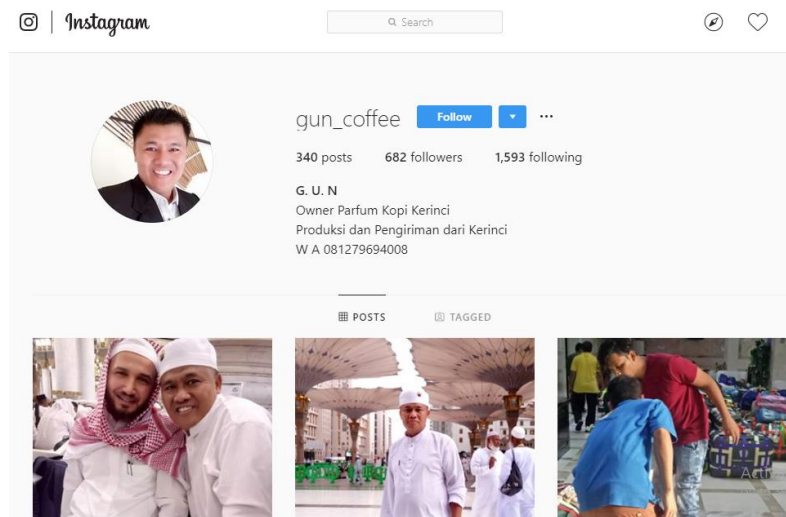 Instagram
Search
gun_coffee Follow ...
340 posts 682 followers 1,593 following
G. U. N
Owner Parfum Kopi Kerinci
Produksi dan Pengiriman dari Kerinci
W A 081279694008
POSTS TAGGED